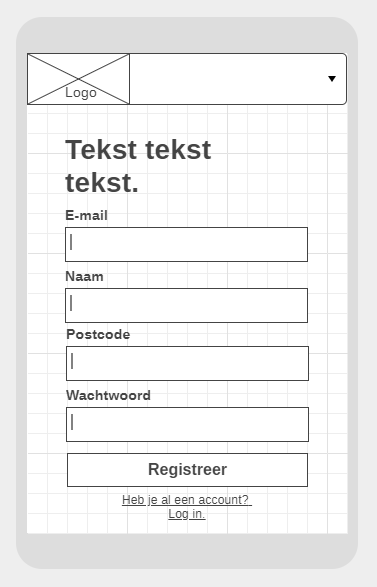 Logo
Tekst tekst
tekst.
E-mail
Naam
Postcode
Wachtwoord
Registreer
Heb je al een account?
Log in.